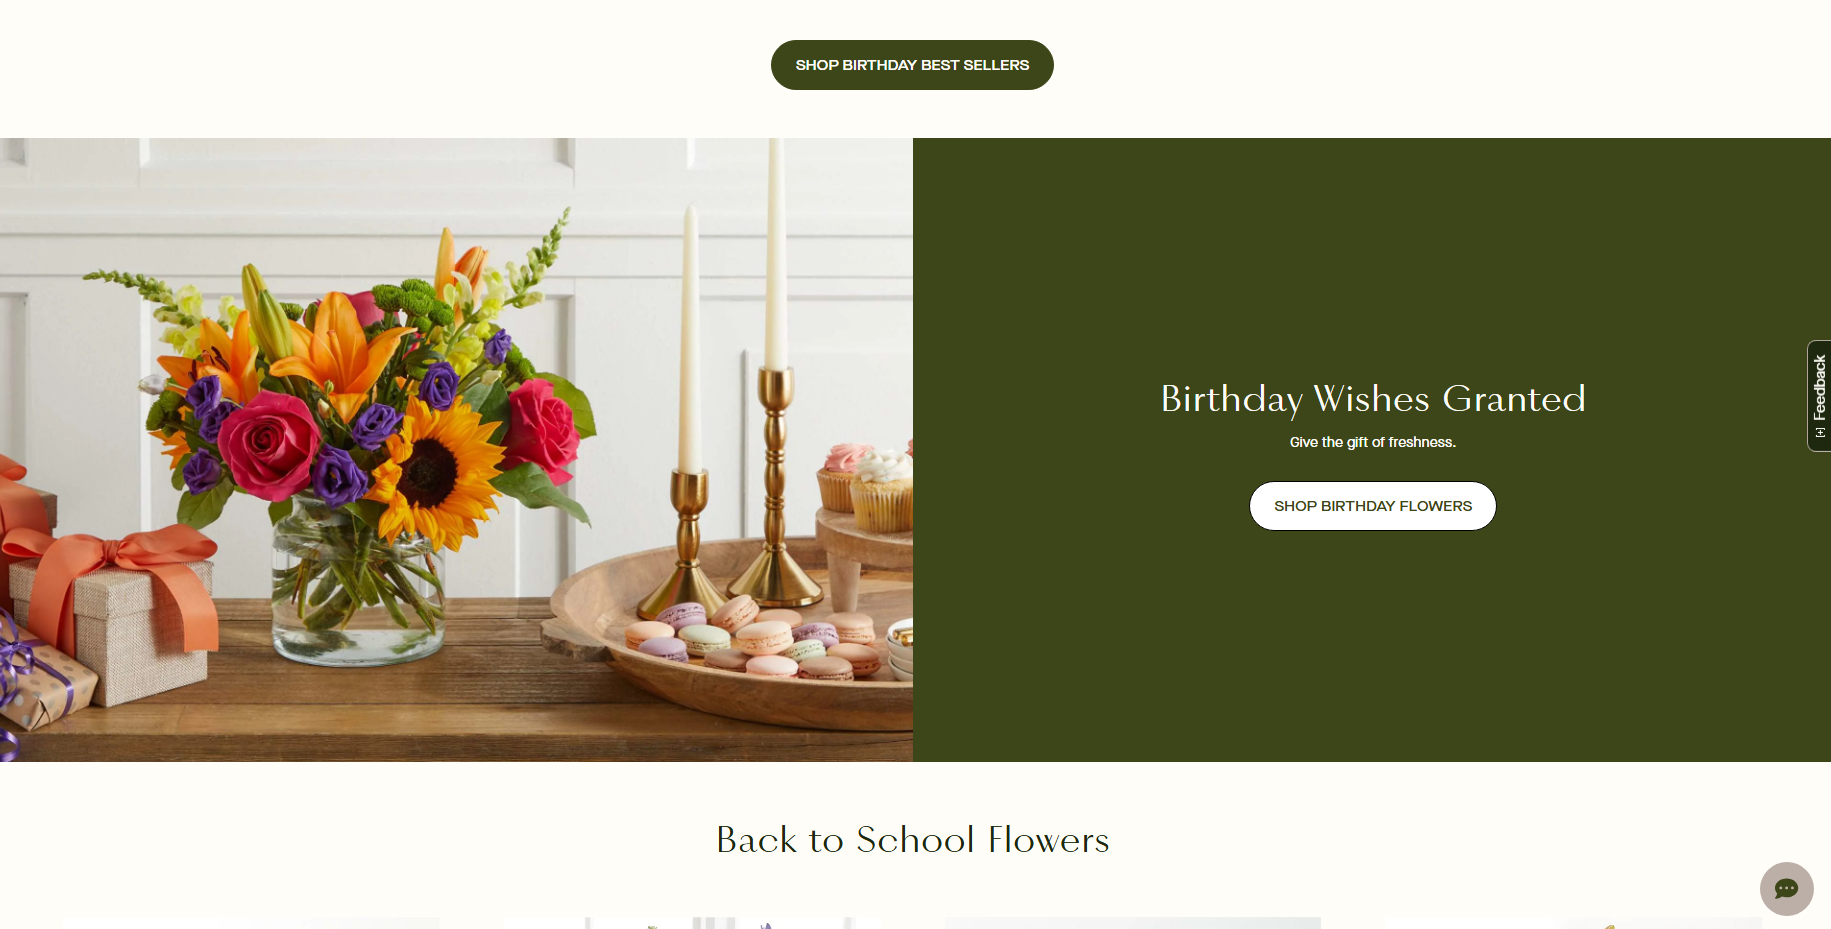 SHOP BIRTHDAY BEST SELLERS
Birthday Wishes Granted
Give the gift of freshness.
SHOP BIRTHDAY FLOWERS
[+] Feedback
Back to School Flowers